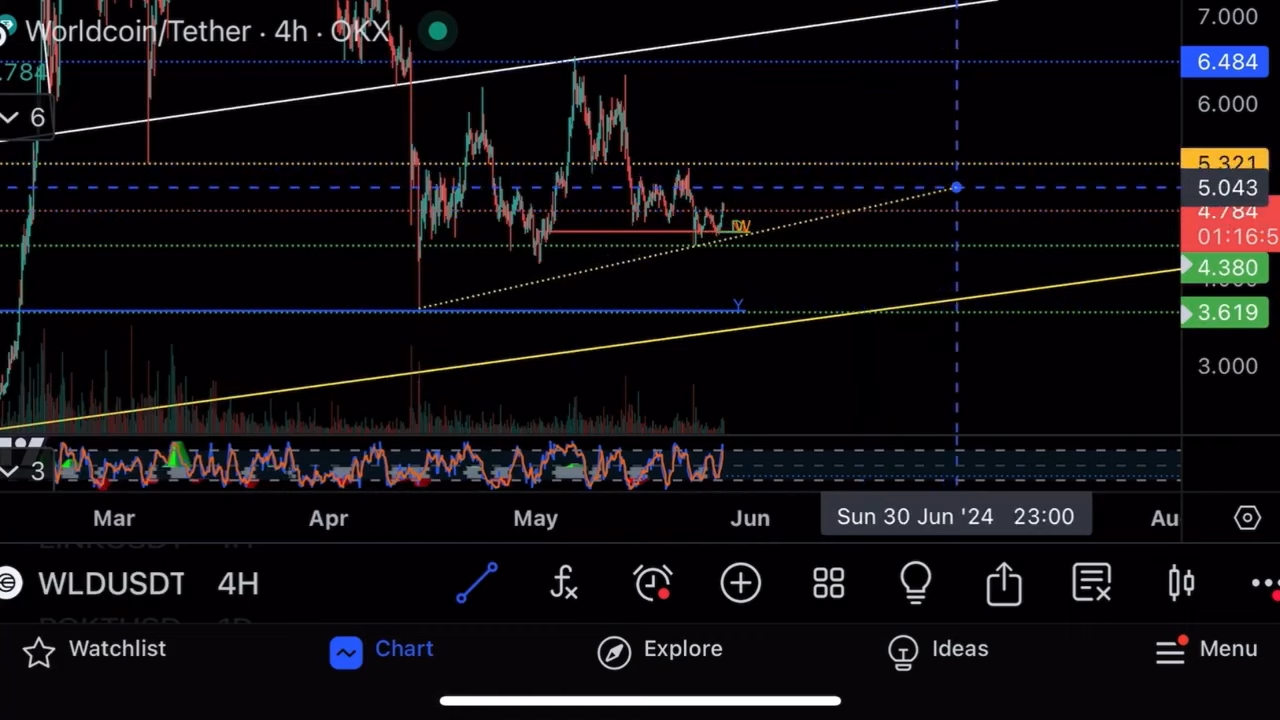 Worldcoin/Tether · 4h · OKX
7.000
6.484
.784
6.000
6
5.321
5.043
4.784
01:16:5
4.380
Y
3.619
3.000
3
Mar
Apr
May
Jun
Sun 30 Jun '24 23:00
Au
WLDUSDT 4H
Watchlist
Chart
Explore
Ideas
Menu